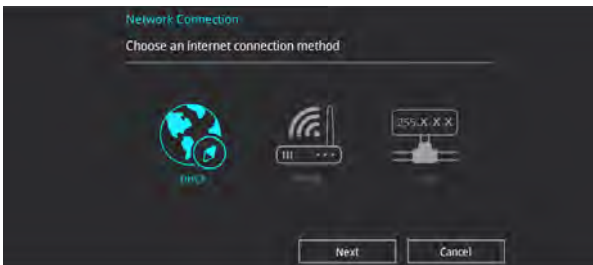 Network Connection
Choose an internet connection method
255.X X X
DHCP
Next
Cancel